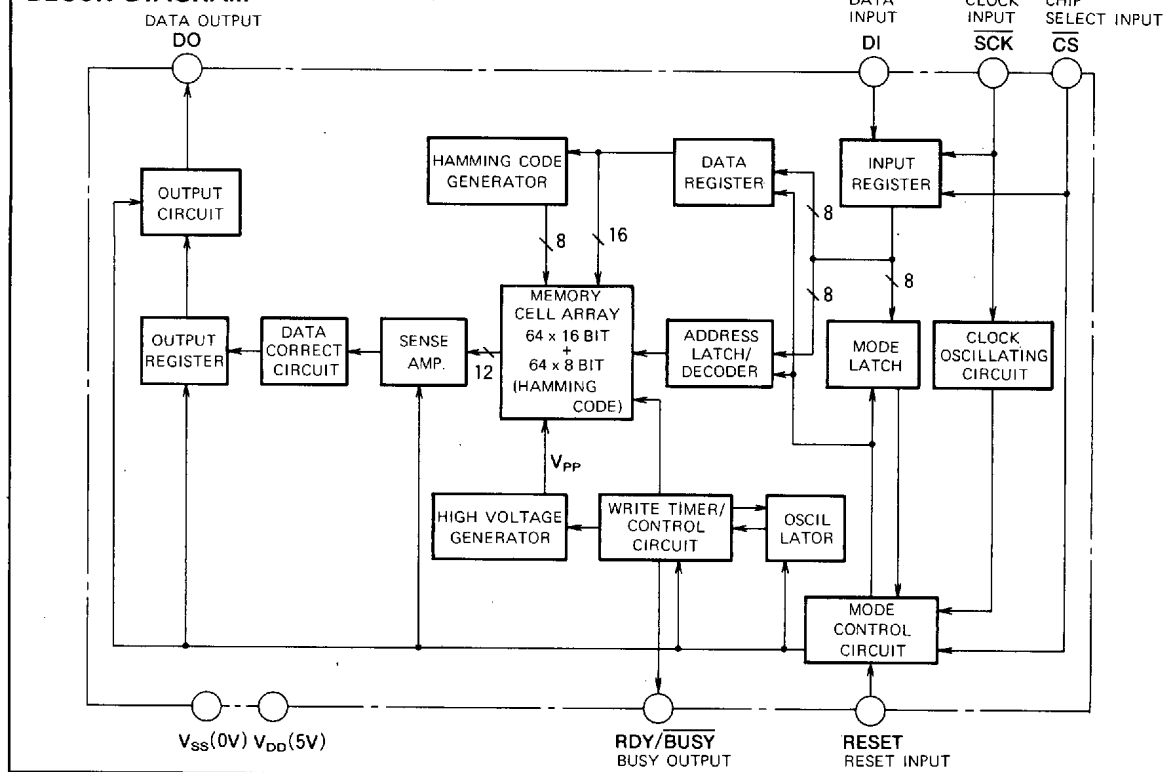 BLOCK DIAGRAM
DATA OUTPUT
DO
DATA
INPUT
DI
CLOCK
INPUT
SCK
CHIP
SELECT INPUT
CS
HAMMING CODE
GENERATOR
DATA
REGISTER
INPUT
REGISTER
OUTPUT
CIRCUIT
8
16
8
8
8
OUTPUT
REGISTER
DATA
CORRECT
CIRCUIT
SENSE
AMP.
12
MEMORY
CELL ARRAY
64 x 16 BIT
+
64 x 8 BIT
(HAMMING
CODE)
ADDRESS
LATCH/
DECODER
MODE
LATCH
CLOCK
OSCILLATING
CIRCUIT
VPP
HIGH VOLTAGE
GENERATOR
WRITE TIMER/
CONTROL
CIRCUIT
OSCIL
LATOR
MODE
CONTROL
CIRCUIT
VSS(0V) VDD(5V)
RDY/BUSY
BUSY OUTPUT
RESET
RESET INPUT